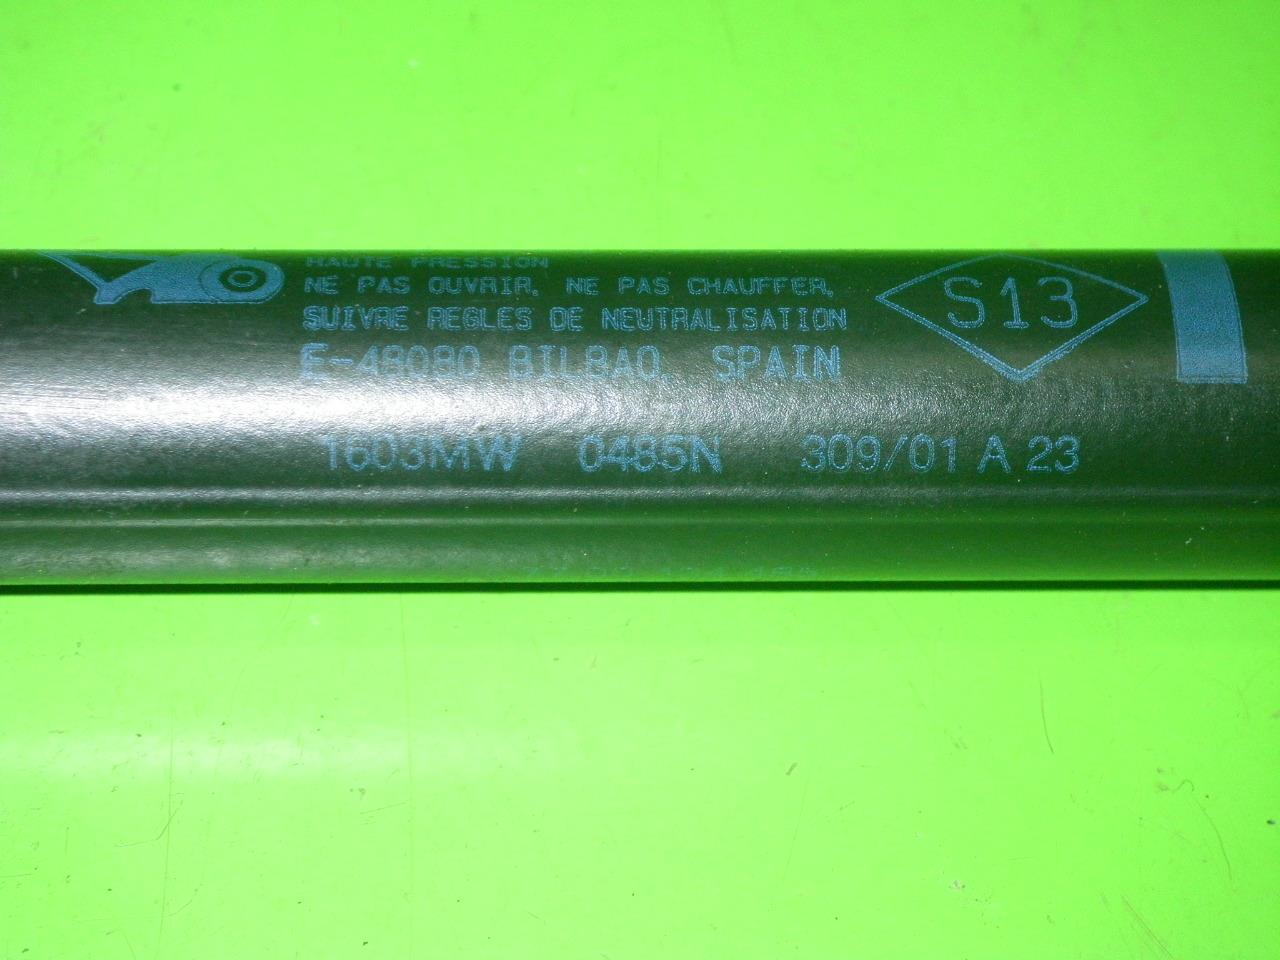 HAUTE PRESSION
NE PAS OUVRIR, NE PAS CHAUFFER,
SUIVRE REGLES DE NEUTRALISATION
E-48080 BILBAO, SPAIN
S13
1603MW 0485N 309/01 A 23